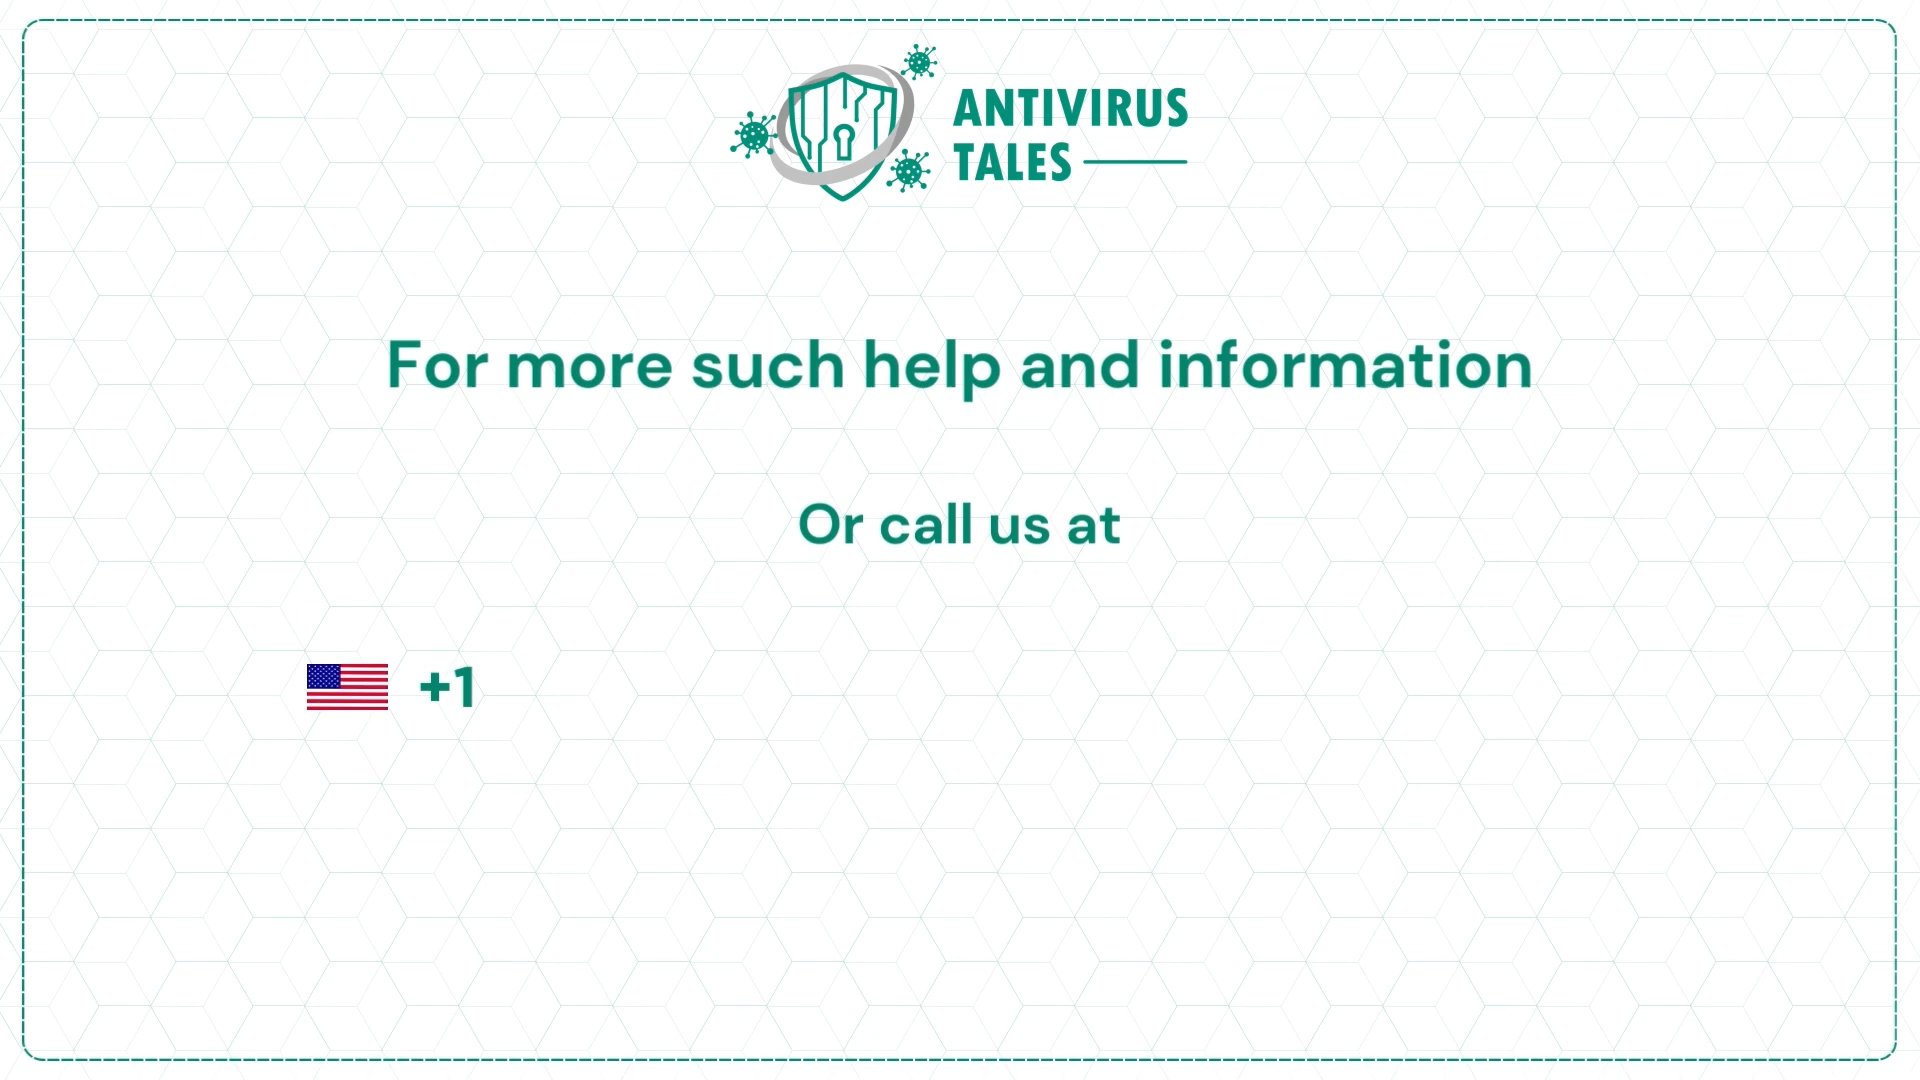 ANTIVIRUS
TALES
For more such help and information
Or call us at
+1